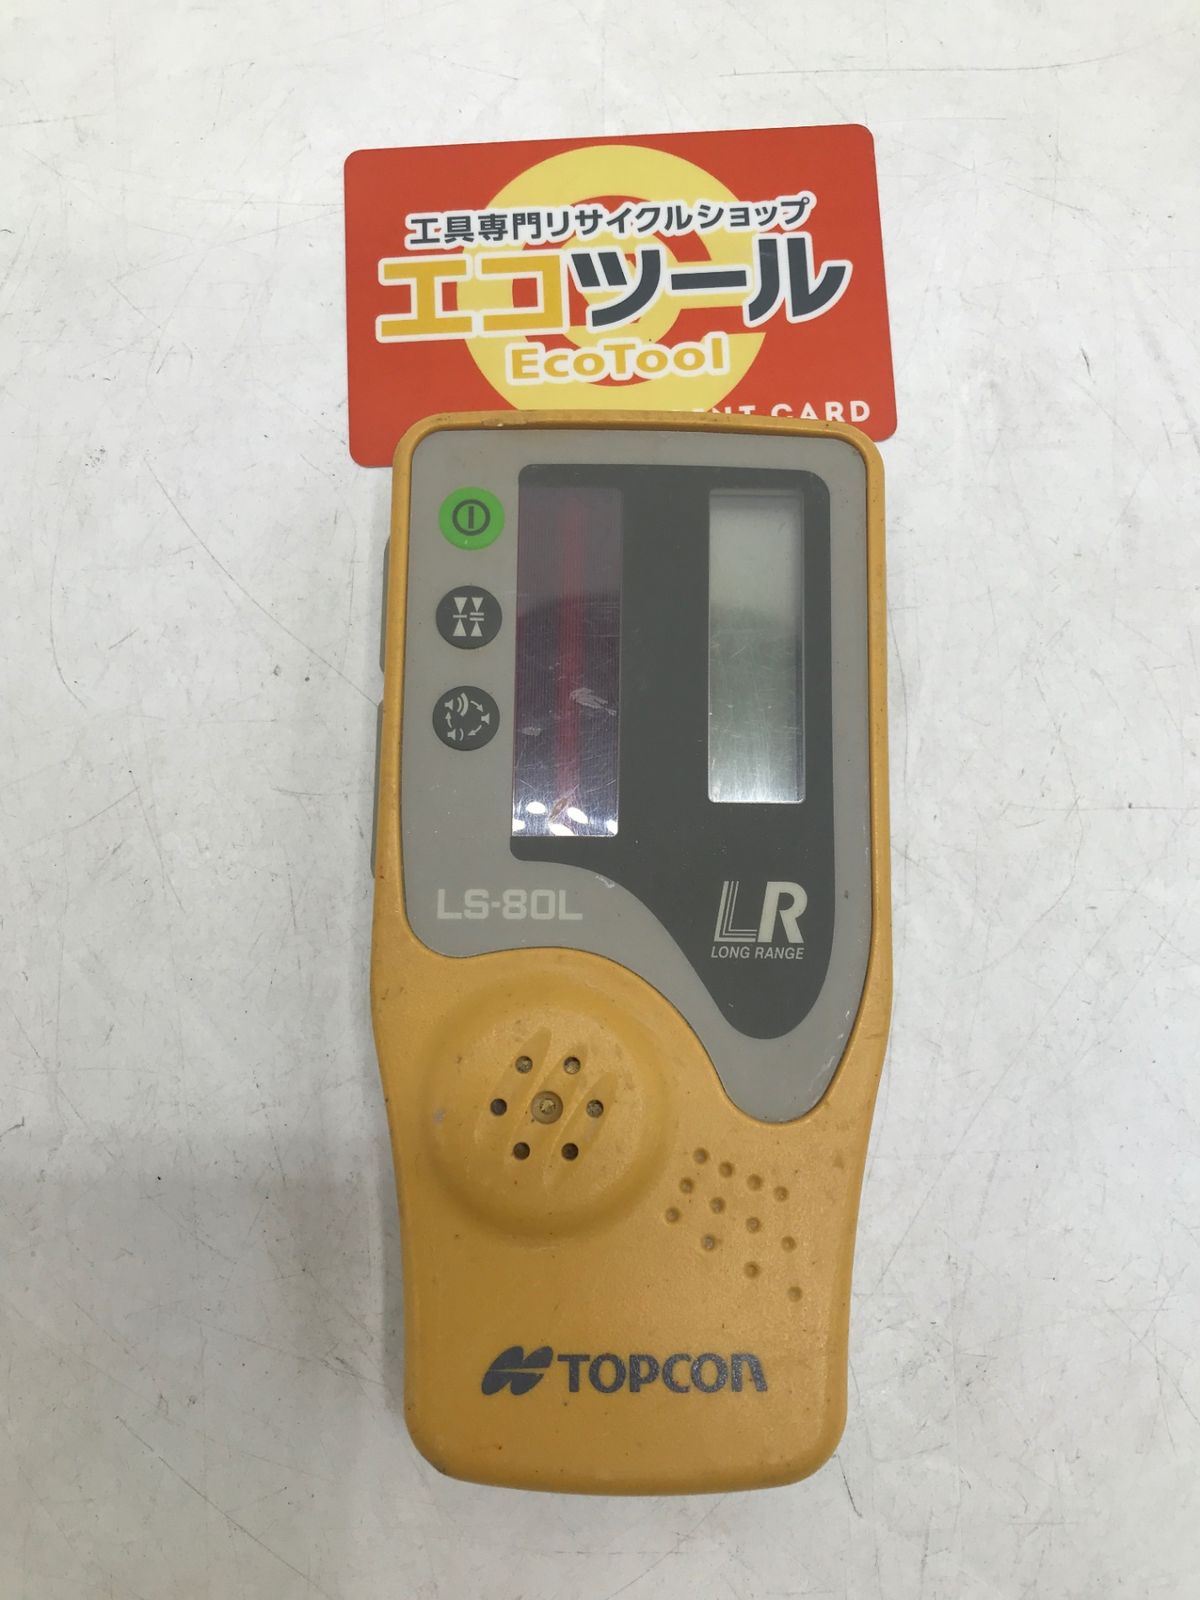 工具専門リサイクルショップ
エコツール
EcoTool
CARD
LS-80L
LR
LONG RANGE
TOPCON